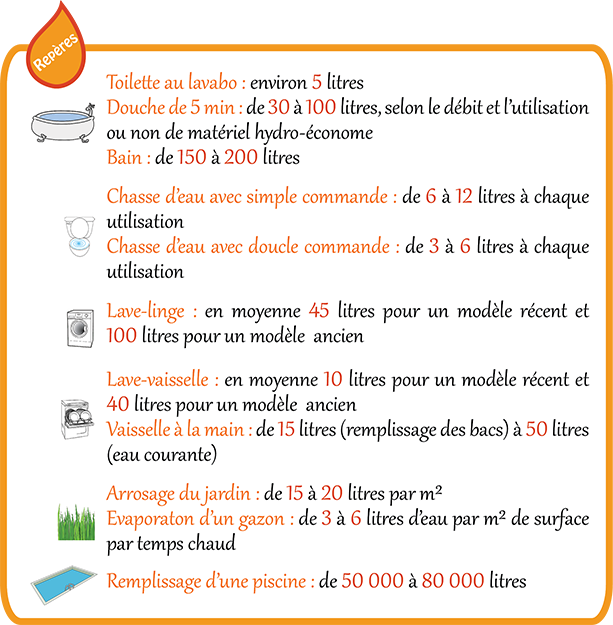 Repères
Toilette au lavabo : environ 5 litres
Douche de 5 min : de 30 à 100 litres, selon le débit et l'utilisation
ou non de matériel hydro-économe
Bain : de 150 à 200 litres
Chasse d'eau avec simple commande : de 6 à 12 litres à chaque
utilisation
Chasse d'eau avec doucle commande : de 3 à 6 litres à chaque
utilisation
Lave-linge : en moyenne 45 litres pour un modèle récent et
100 litres pour un modèle ancien
Lave-vaisselle : en moyenne 10 litres pour un modèle récent et
40 litres pour un modèle ancien
Vaisselle à la main : de 15 litres (remplissage des bacs) à 50 litres
(eau courante)
Arrosage du jardin : de 15 à 20 litres par m²
Evaporaton d'un gazon : de 3 à 6 litres d'eau par m² de surface
par temps chaud
Remplissage d'une piscine : de 50 000 à 80 000 litres